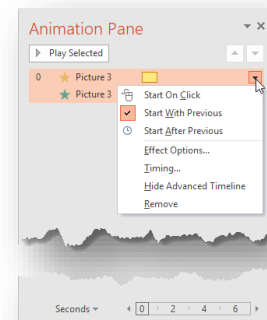 Animation Pane
Play Selected
0 Picture 3
Picture 3
Start On Click
Start With Previous
Start After Previous
Effect Options...
Timing...
Hide Advanced Timeline
Remove
Seconds 0 2 4 6